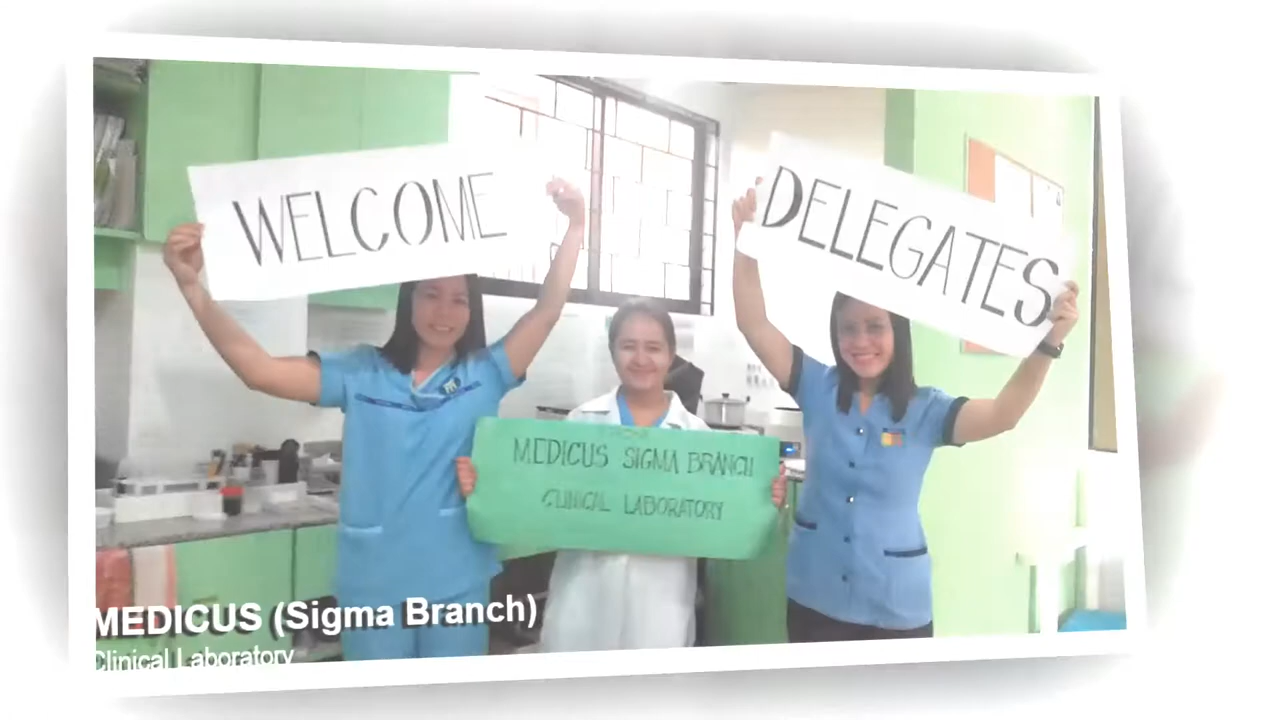 WELCOME
DELEGATES
MEDICUS SIGMA BRANCH
CLINICAL LABORATORY
MEDICUS (Sigma Branch)
Clinical Laboratory